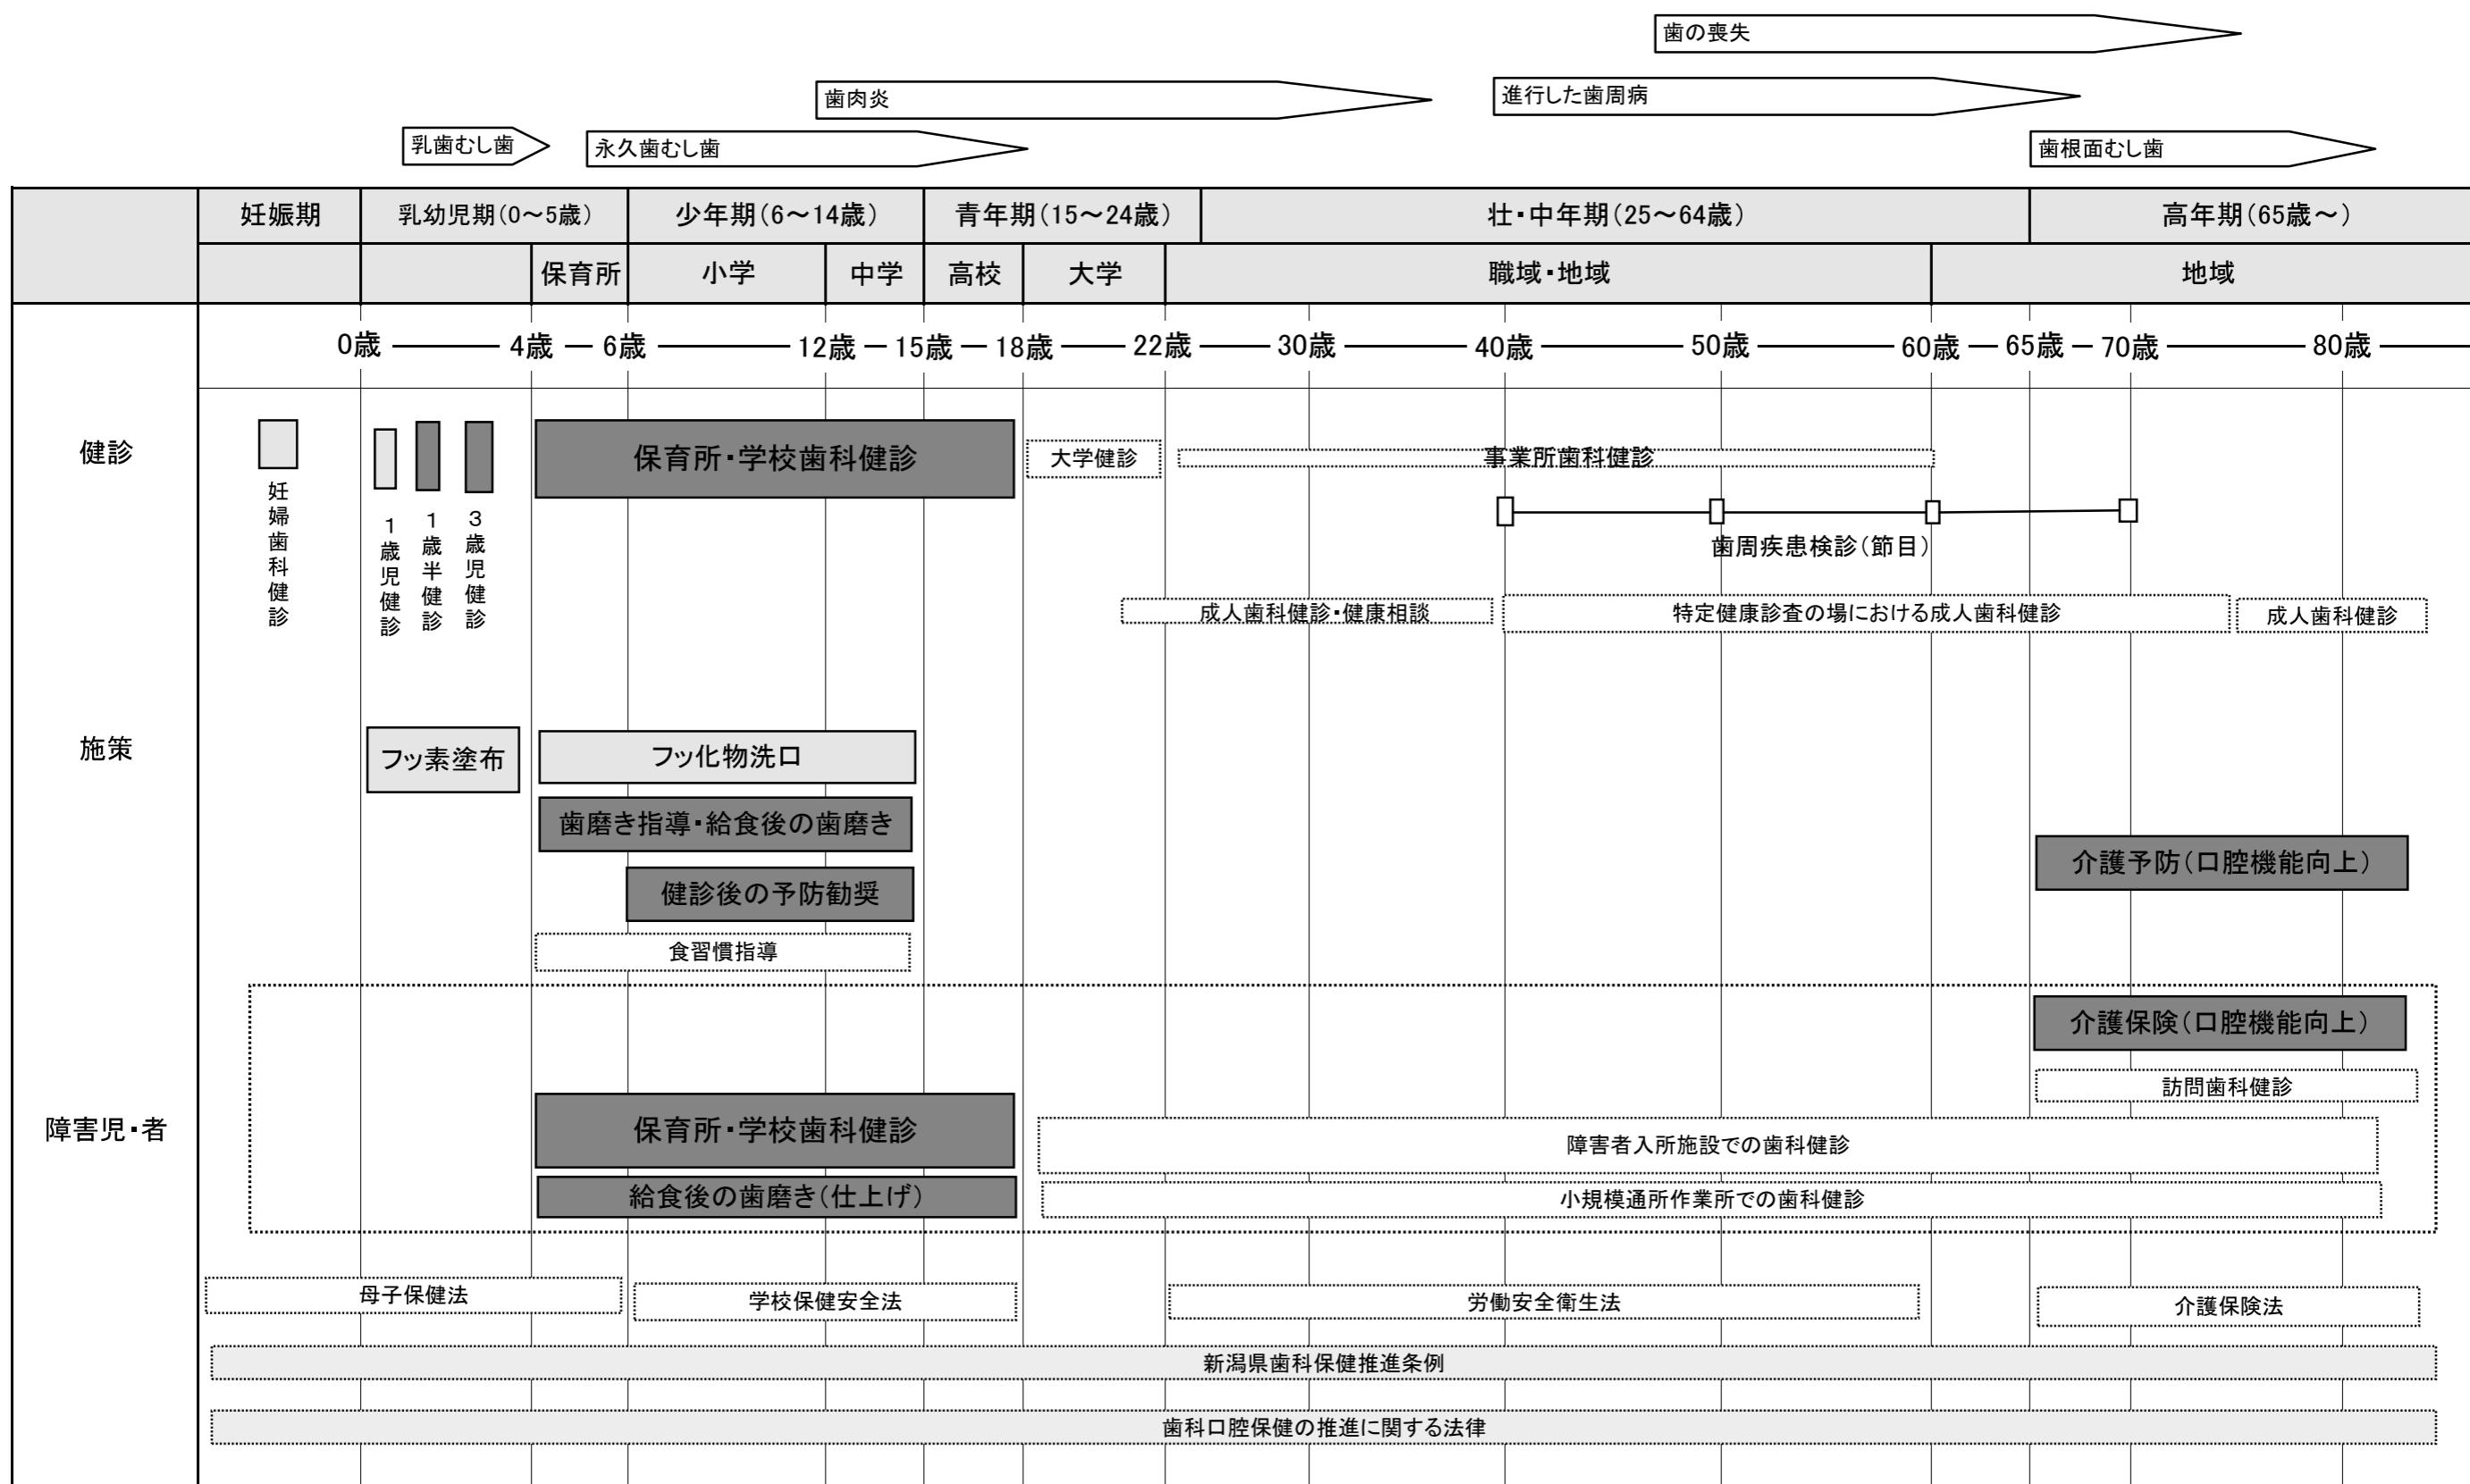 歯の喪失
歯肉炎
進行した歯周病
乳歯むし歯
永久歯むし歯
歯根面むし歯
妊娠期
乳幼児期(0～5歳)
少年期(6～14歳)
青年期(15～24歳)
壮・中年期(25～64歳)
高年期(65歳～)
保育所
小学
中学
高校
大学
職域・地域
地域
0歳
4歳
6歳
12歳
15歳
18歳
22歳
30歳
40歳
50歳
60歳
65歳
70歳
80歳
健診
妊婦歯科健診
1歳児健診
1歳半健診
3歳児健診
保育所・学校歯科健診
大学健診
事業所歯科健診
歯周疾患検診(節目)
成人歯科健診・健康相談
特定健康診査の場における成人歯科健診
成人歯科健診
施策
フッ素塗布
フッ化物洗口
歯磨き指導・給食後の歯磨き
健診後の予防勧奨
食習慣指導
介護予防(口腔機能向上)
障害児・者
介護保険(口腔機能向上)
訪問歯科健診
保育所・学校歯科健診
障害者入所施設での歯科健診
給食後の歯磨き(仕上げ)
小規模通所作業所での歯科健診
母子保健法
学校保健安全法
労働安全衛生法
介護保険法
新潟県歯科保健推進条例
歯科口腔保健の推進に関する法律